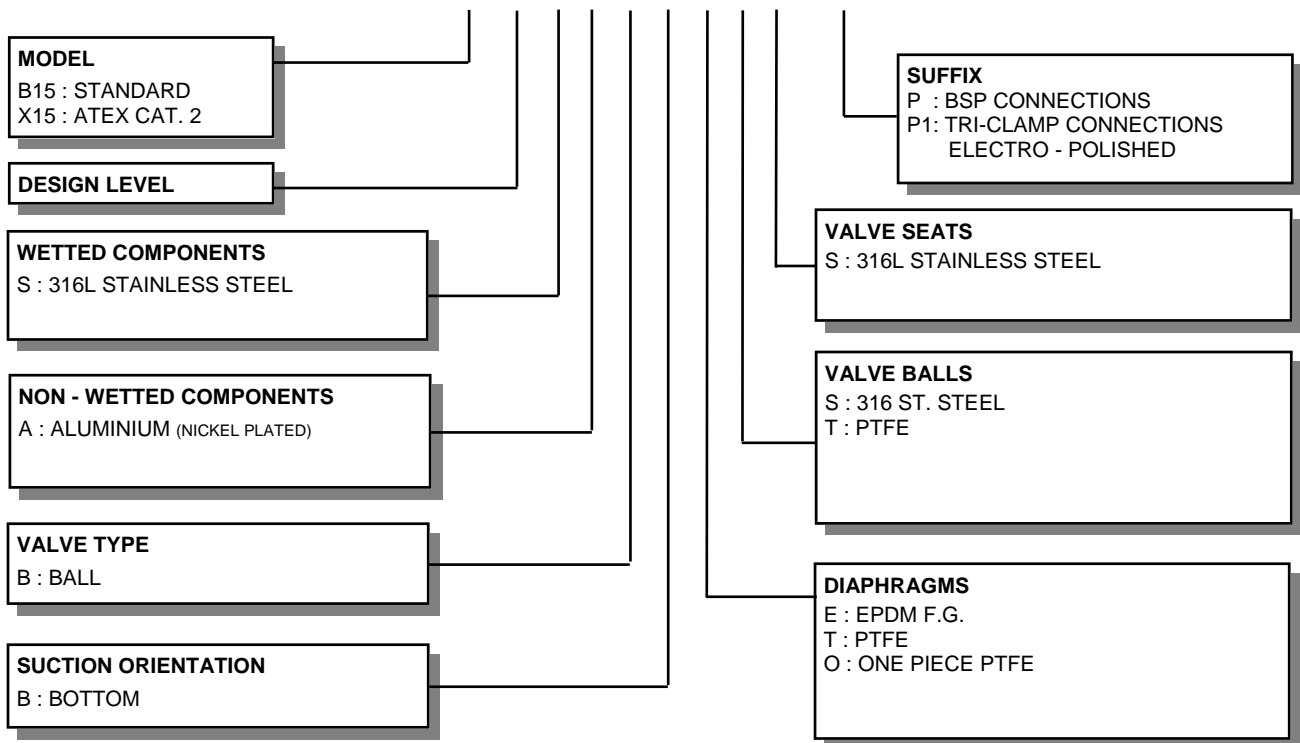 MODEL
B15 : STANDARD
X15 : ATEX CAT. 2
DESIGN LEVEL
WETTED COMPONENTS
S : 316L STAINLESS STEEL
NON - WETTED COMPONENTS
A : ALUMINIUM (NICKEL PLATED)
VALVE TYPE
B : BALL
SUCTION ORIENTATION
B : BOTTOM
SUFFIX
P : BSP CONNECTIONS
P1: TRI-CLAMP CONNECTIONS
ELECTRO - POLISHED
VALVE SEATS
S : 316L STAINLESS STEEL
VALVE BALLS
S : 316 ST. STEEL
T : PTFE
DIAPHRAGMS
E : EPDM F.G.
T : PTFE
O : ONE PIECE PTFE